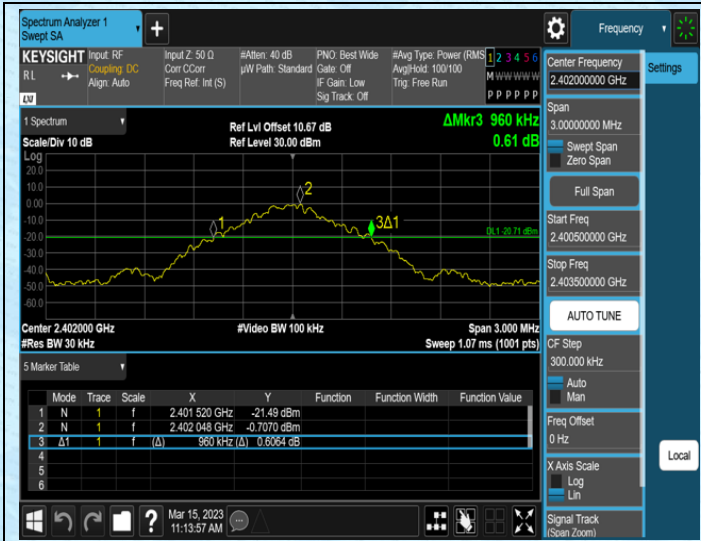 Spectrum Analyzer 1
Swept SA
Frequency
KEYSIGHT Input: RF Input Z: 50 Ω #Atten: 40 dB PNO: Best Wide #Avg Type: Power (RMS 1 2 3 4 5 6
RL Coupling: DC Corr CCorr µW Path: Standard Gate: Off Avg|Hold: 100/100 M W W W W W
Align: Auto Freq Ref: Int (S) IF Gain: Low Trig: Free Run
LXI Sig Track: Off P P P P P P
1 Spectrum
Scale/Div 10 dB
Ref Lvl Offset 10.67 dB
Ref Level 30.00 dBm
ΔMkr3 960 kHz
0.61 dB
Log
20.0
10.0
0.00
-10.0
-20.0
-30.0
-40.0
-50.0
-60.0
1
2
3Δ1
DL1 -20.71 dBm
Center 2.402000 GHz #Video BW 100 kHz Span 3.000 MHz
#Res BW 30 kHz Sweep 1.07 ms (1001 pts)
5 Marker Table
Mode Trace Scale X Y Function Function Width Function Value
1 N 1 f 2.401 520 GHz -21.49 dBm
2 N 1 f 2.402 048 GHz -0.7070 dBm
3 Δ1 1 f (Δ) 960 kHz (Δ) 0.6064 dB
4
5
6
Mar 15, 2023
11:13:57 AM
Center Frequency
2.402000000 GHz
Span
3.00000000 MHz
Swept Span
Zero Span
Full Span
Start Freq
2.400500000 GHz
Stop Freq
2.403500000 GHz
AUTO TUNE
CF Step
300.000 kHz
Auto
Man
Freq Offset
0 Hz
X Axis Scale
Log
Lin
Signal Track
(Span Zoom)
Settings
Local